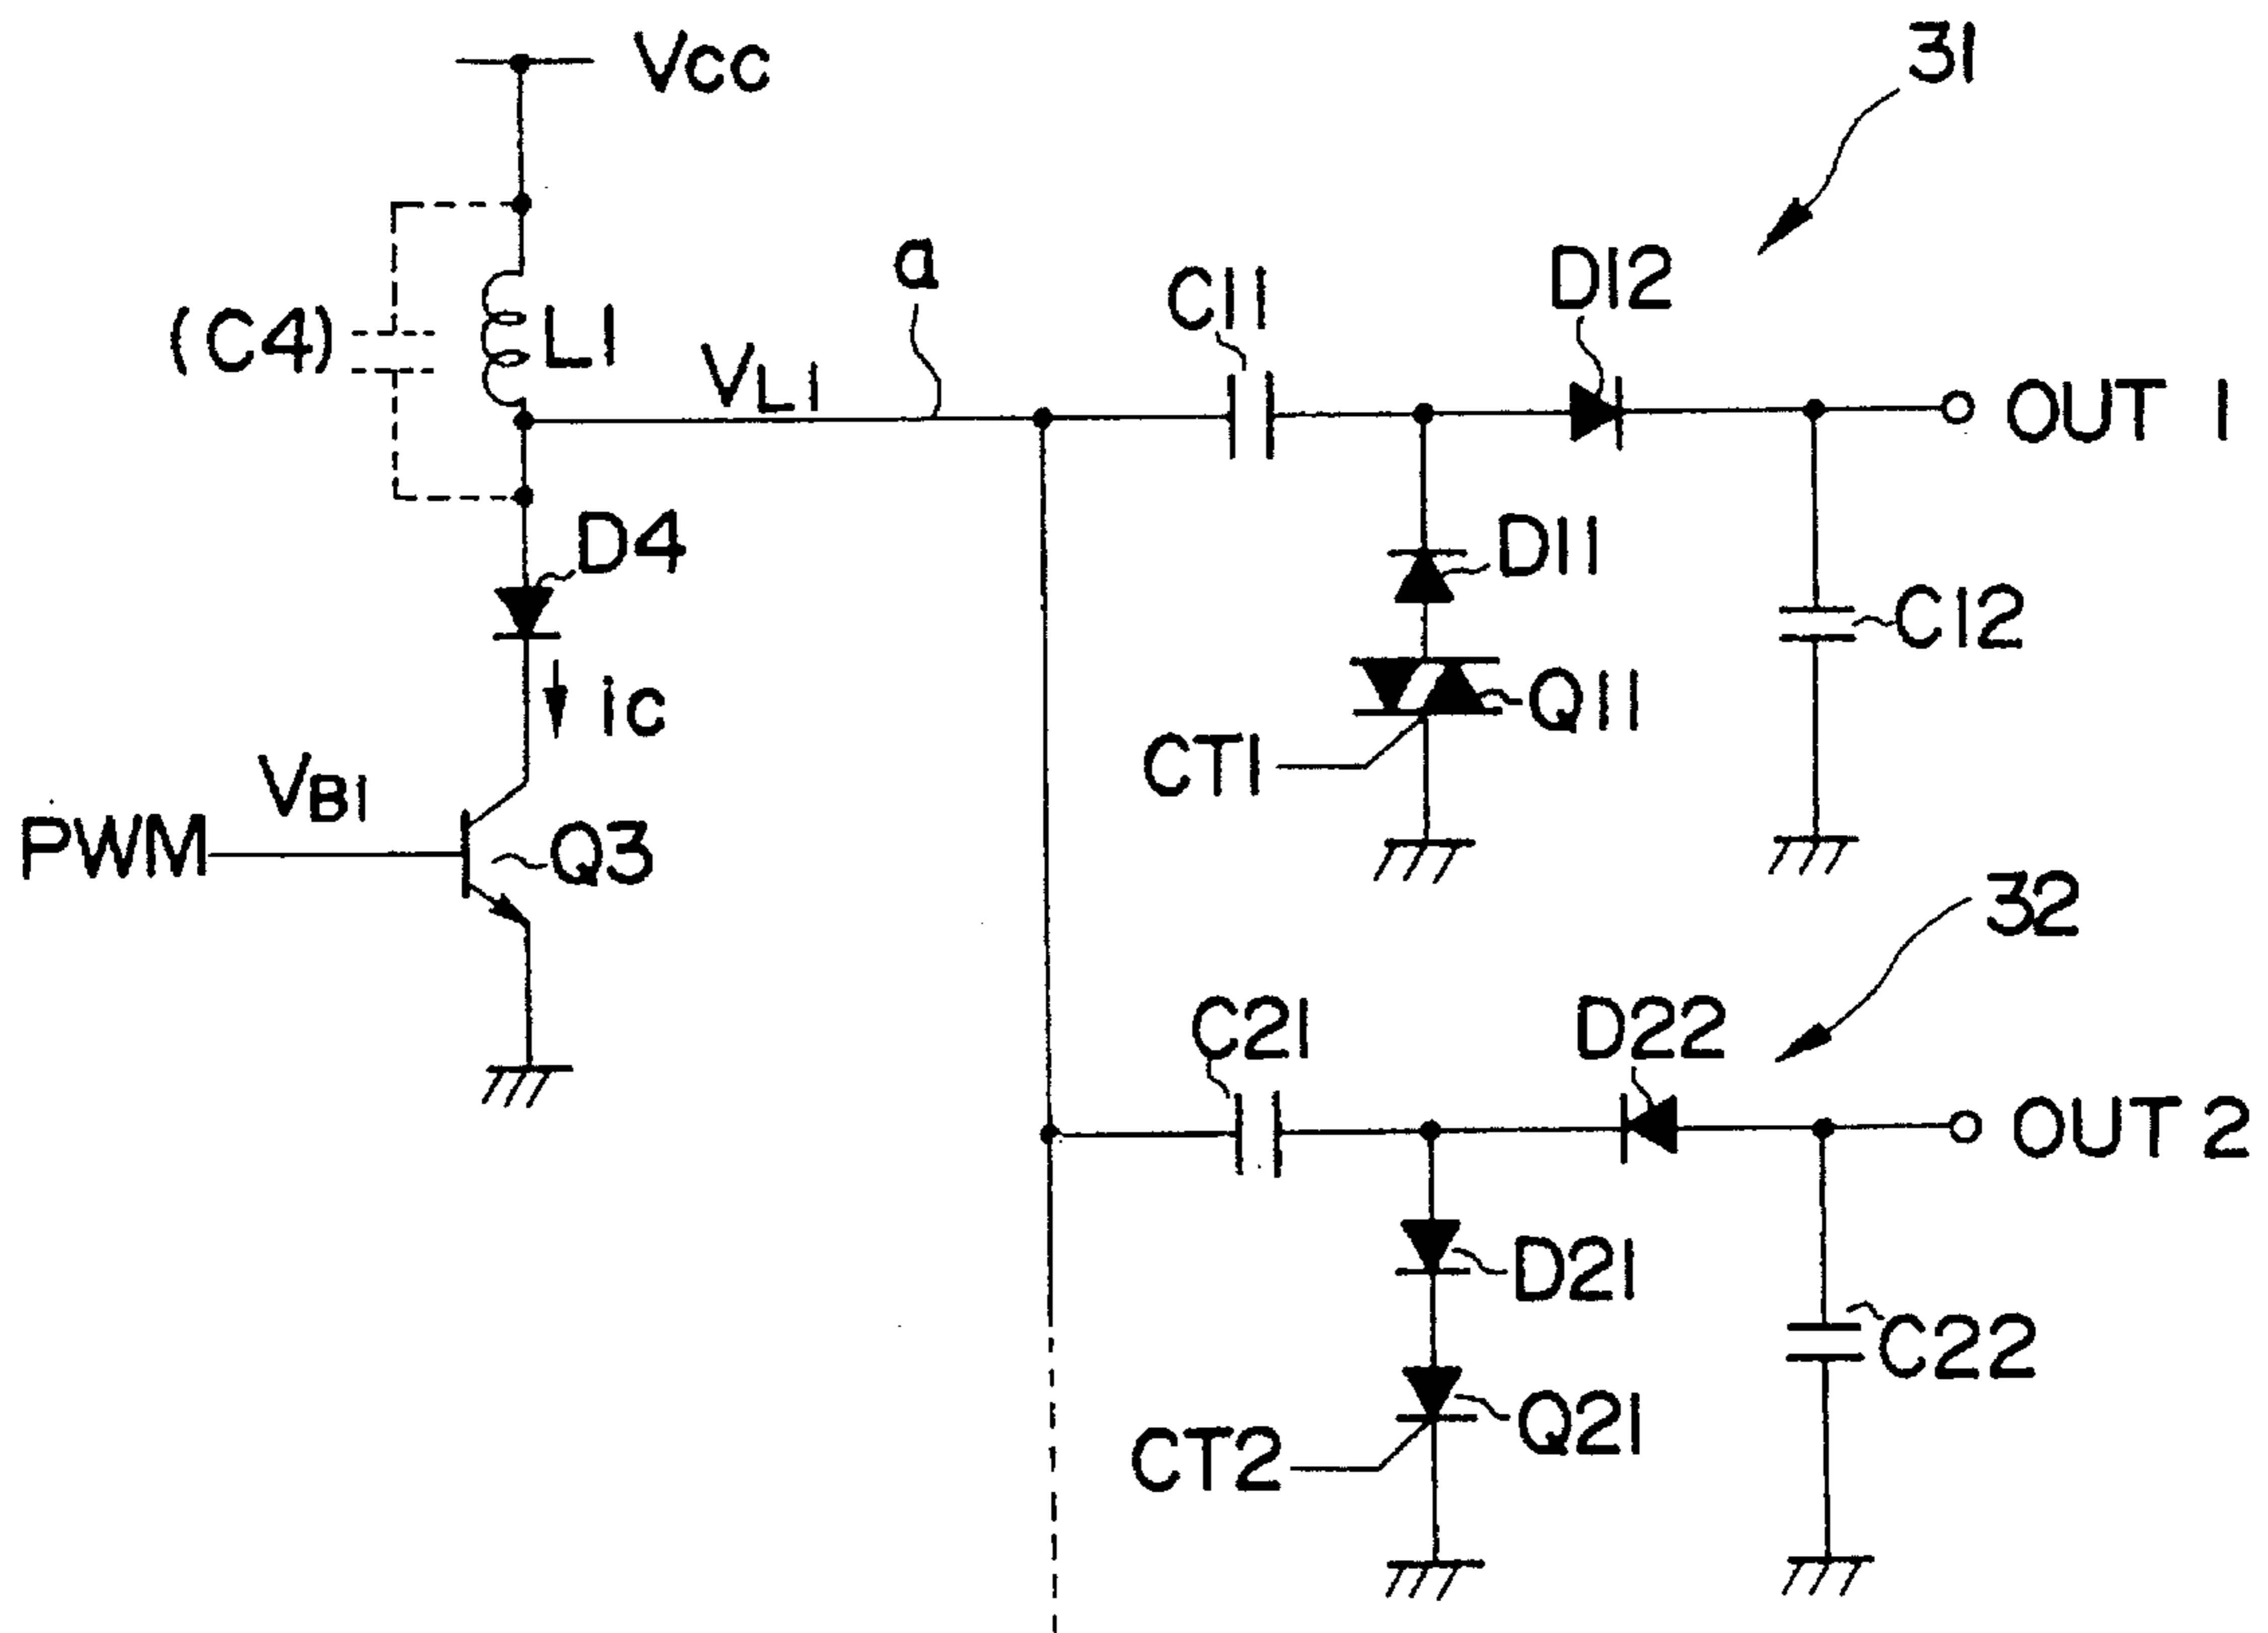 Vcc
31
a
C11
D12
(C4)
L1
VL1
OUT 1
D4
D11
C12
ic
Q11
CT1
VB1
PWM
Q3
32
C21
D22
OUT 2
D21
C22
Q21
CT2